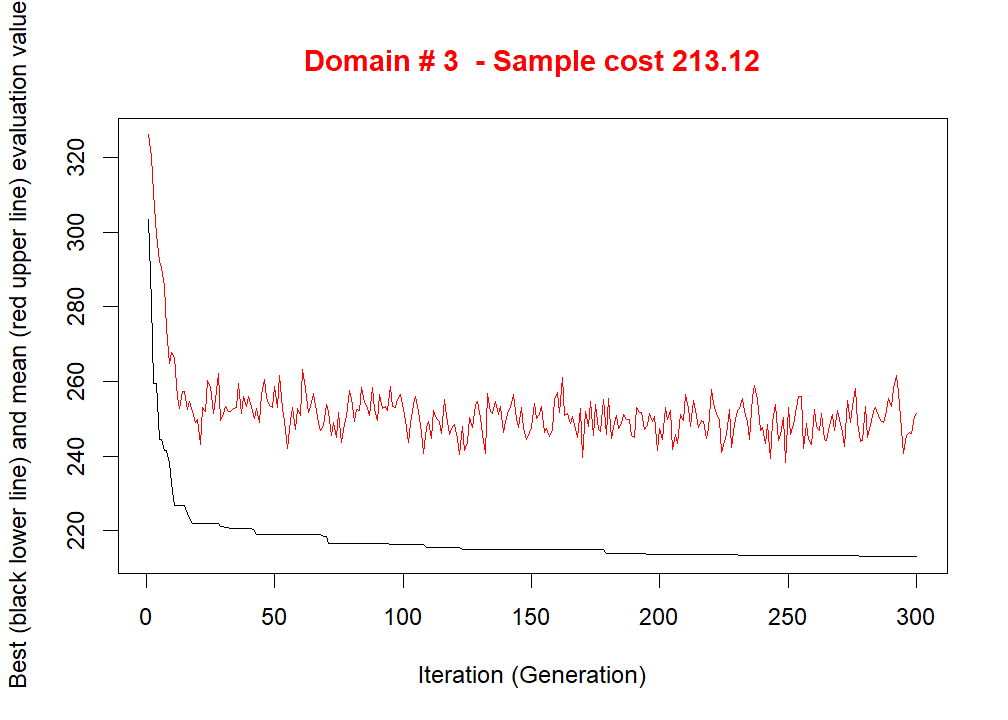 Domain # 3  - Sample cost 213.12
Best (black lower line) and mean (red upper line) evaluation value
320
300
280
260
240
220
0 50 100 150 200 250 300
Iteration (Generation)